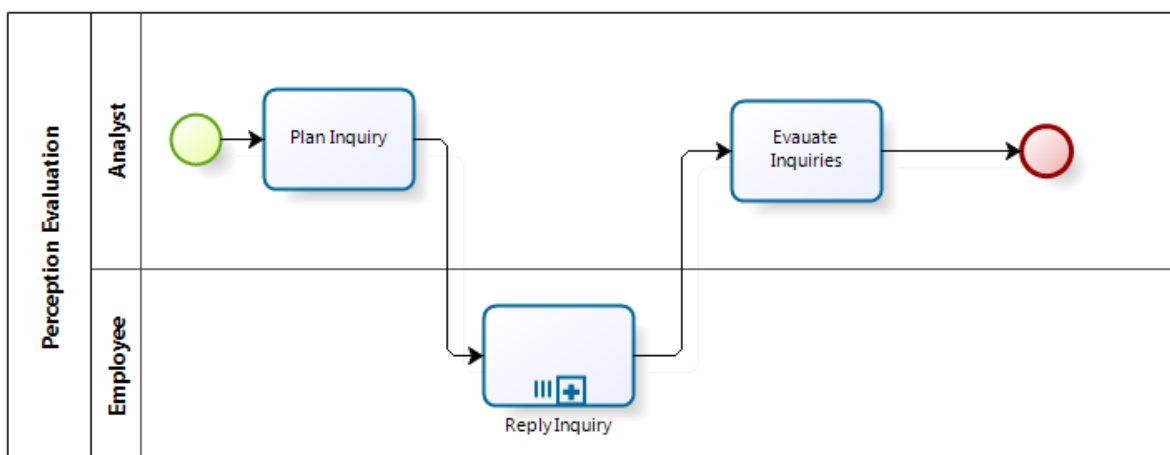 Perception Evaluation
Analyst
Plan Inquiry
Evauate
Inquiries
Employee
Reply Inquiry